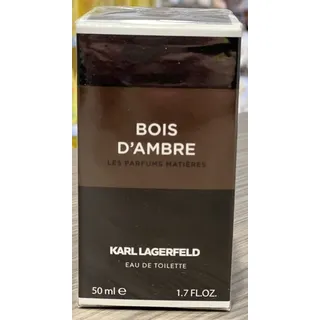 BOIS
D'AMBRE
LES PARFUMS MATIÈRES
KARL LAGERFELD
EAU DE TOILETTE
50 ml ℮ 1.7 FL.OZ.